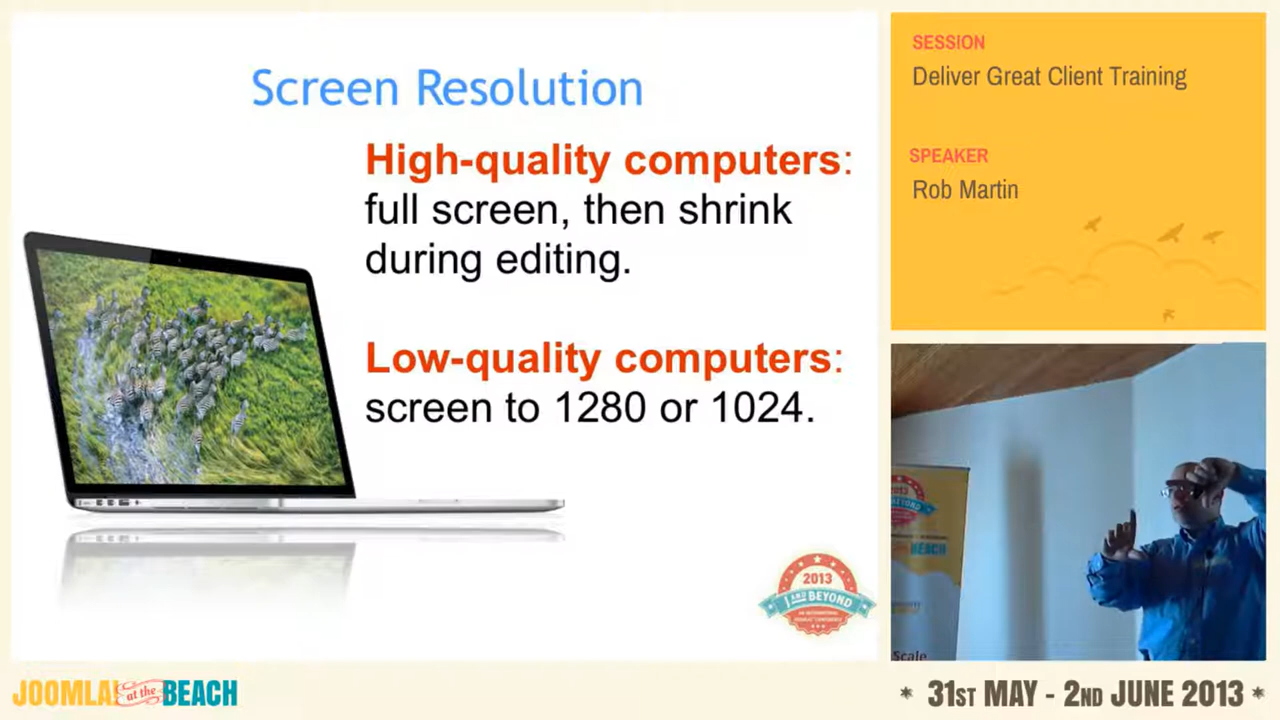 Screen Resolution
High-quality computers:
full screen, then shrink
during editing.
Low-quality computers:
screen to 1280 or 1024.
2013
J AND BEYOND
SESSION
Deliver Great Client Training
SPEAKER
Rob Martin
BEACH
Scale
JOOMLA! at the BEACH
* 31ST MAY - 2ND JUNE 2013 *